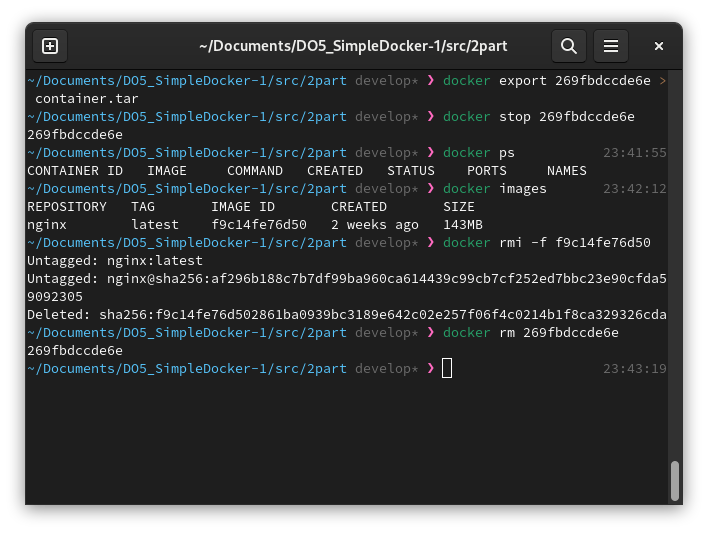 ~/Documents/DO5_SimpleDocker-1/src/2part
~/Documents/DO5_SimpleDocker-1/src/2part develop* ❯ docker export 269fbdccde6e >
 container.tar
~/Documents/DO5_SimpleDocker-1/src/2part develop* ❯ docker stop 269fbdccde6e
269fbdccde6e
~/Documents/DO5_SimpleDocker-1/src/2part develop* ❯ docker ps 23:41:55
CONTAINER ID   IMAGE     COMMAND   CREATED   STATUS    PORTS     NAMES
~/Documents/DO5_SimpleDocker-1/src/2part develop* ❯ docker images 23:42:12
REPOSITORY   TAG       IMAGE ID       CREATED       SIZE
nginx        latest    f9c14fe76d50   2 weeks ago   143MB
~/Documents/DO5_SimpleDocker-1/src/2part develop* ❯ docker rmi -f f9c14fe76d50
Untagged: nginx:latest
Untagged: nginx@sha256:af296b188c7b7df99ba960ca614439c99cb7cf252ed7bbc23e90cfda5
9092305
Deleted: sha256:f9c14fe76d502861ba0939bc3189e642c02e257f06f4c0214b1f8ca329326cda
~/Documents/DO5_SimpleDocker-1/src/2part develop* ❯ docker rm 269fbdccde6e
269fbdccde6e
~/Documents/DO5_SimpleDocker-1/src/2part develop* ❯ 23:43:19